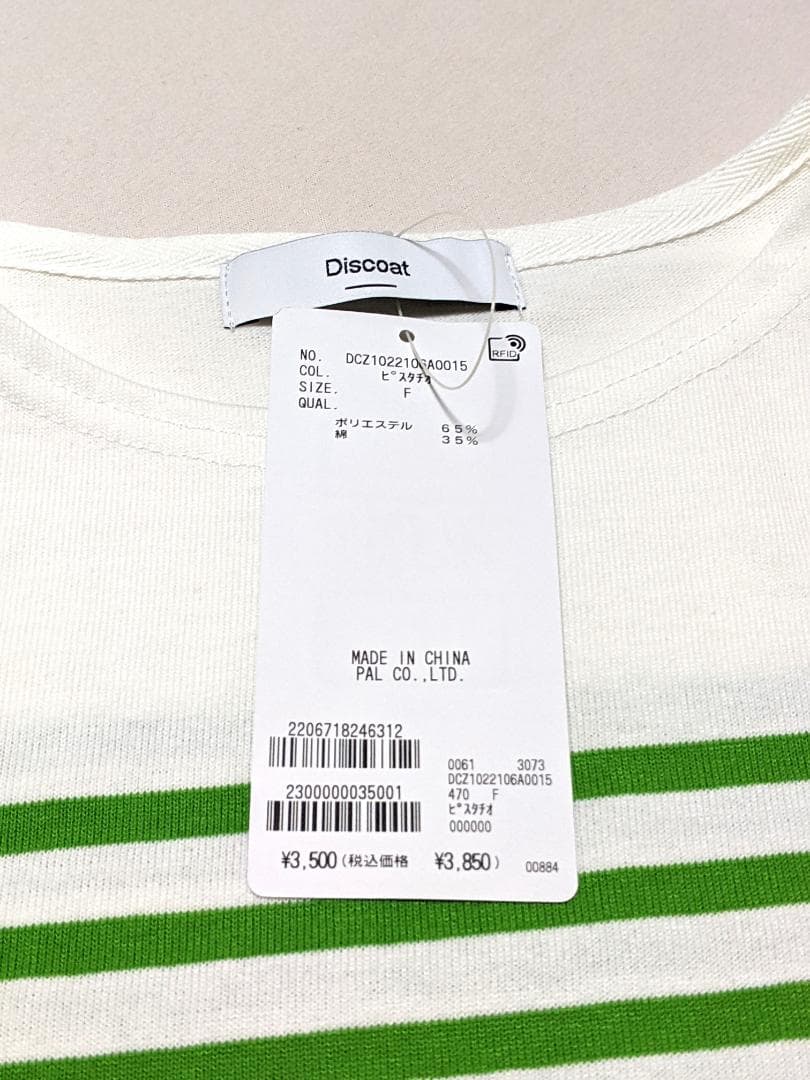 Discoat
RFID
NO. DCZ1022106A0015
COL. ﾋﾟｽﾀﾁｵ
SIZE. F
QUAL.
ポリエステル 65%
綿 35%
MADE IN CHINA
PAL CO.,LTD.
2206718246312
2300000035001
0061 3073
DCZ1022106A0015
470 F
ﾋﾟｽﾀﾁｵ
000000
¥3,500(税込価格 ¥3,850) 00884